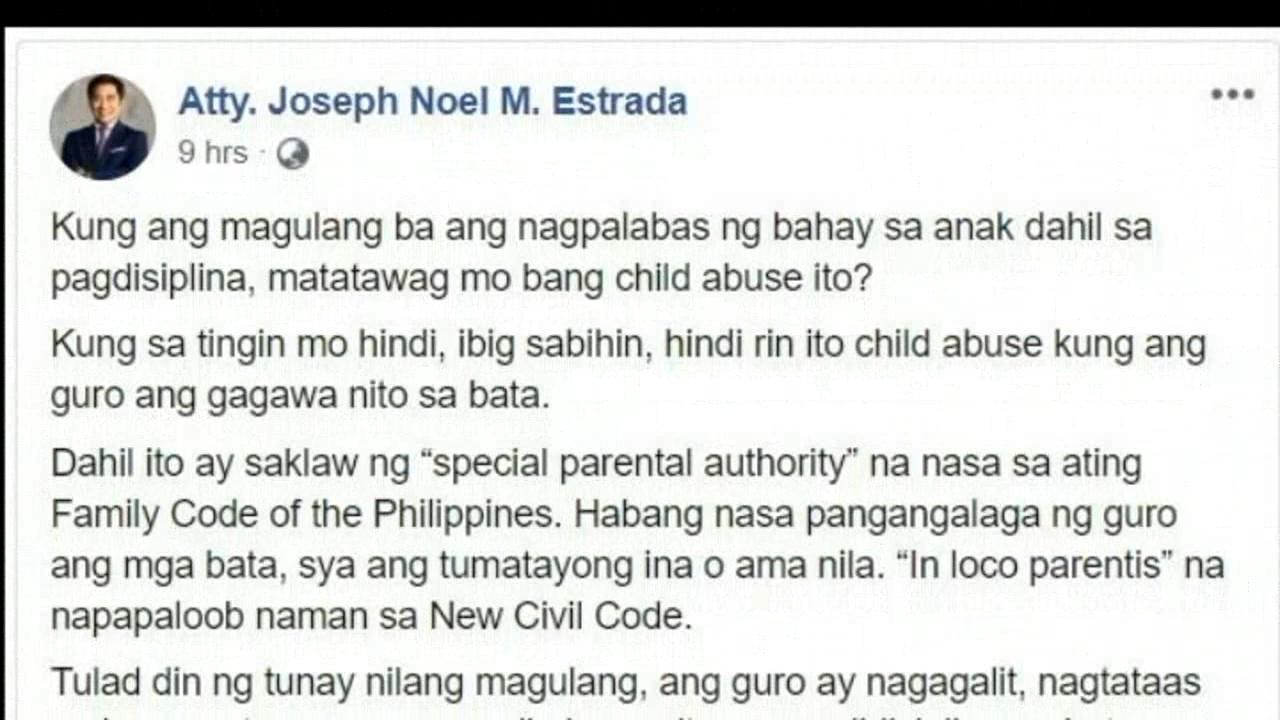 Atty. Joseph Noel M. Estrada
9 hrs ·
Kung ang magulang ba ang nagpalabas ng bahay sa anak dahil sa
pagdisiplina, matatawag mo bang child abuse ito?
Kung sa tingin mo hindi, ibig sabihin, hindi rin ito child abuse kung ang
guro ang gagawa nito sa bata.
Dahil ito ay saklaw ng “special parental authority” na nasa sa ating
Family Code of the Philippines. Habang nasa pangangalaga ng guro
ang mga bata, sya ang tumatayong ina o ama nila. “In loco parentis” na
napapaloob naman sa New Civil Code.
Tulad din ng tunay nilang magulang, ang guro ay nagagalit, nagtataas